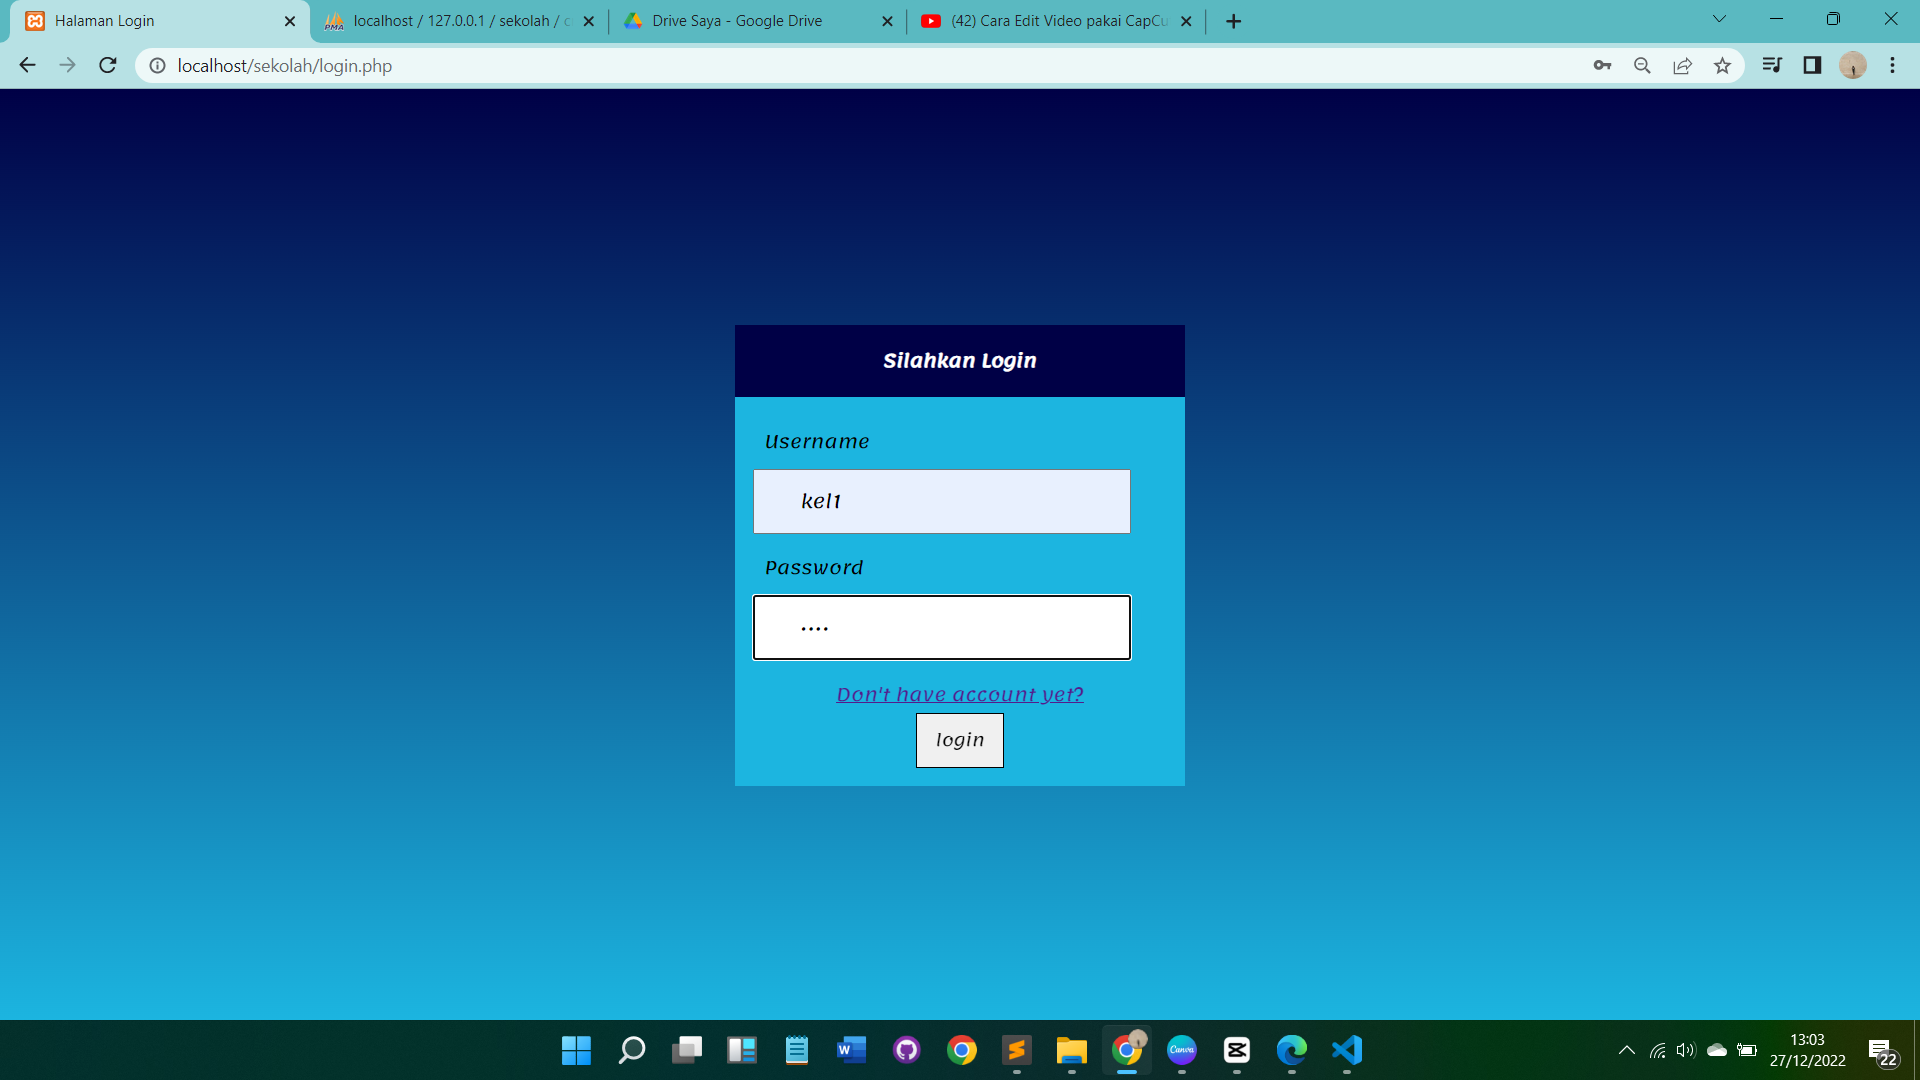 Halaman Login
localhost / 127.0.0.1 / sekolah /
Drive Saya - Google Drive
(42) Cara Edit Video pakai CapCu
localhost/sekolah/login.php
Silahkan Login
Username
kel1
Password
....
Don't have account yet?
login
PMA
W
Canva
13:03
27/12/2022
22